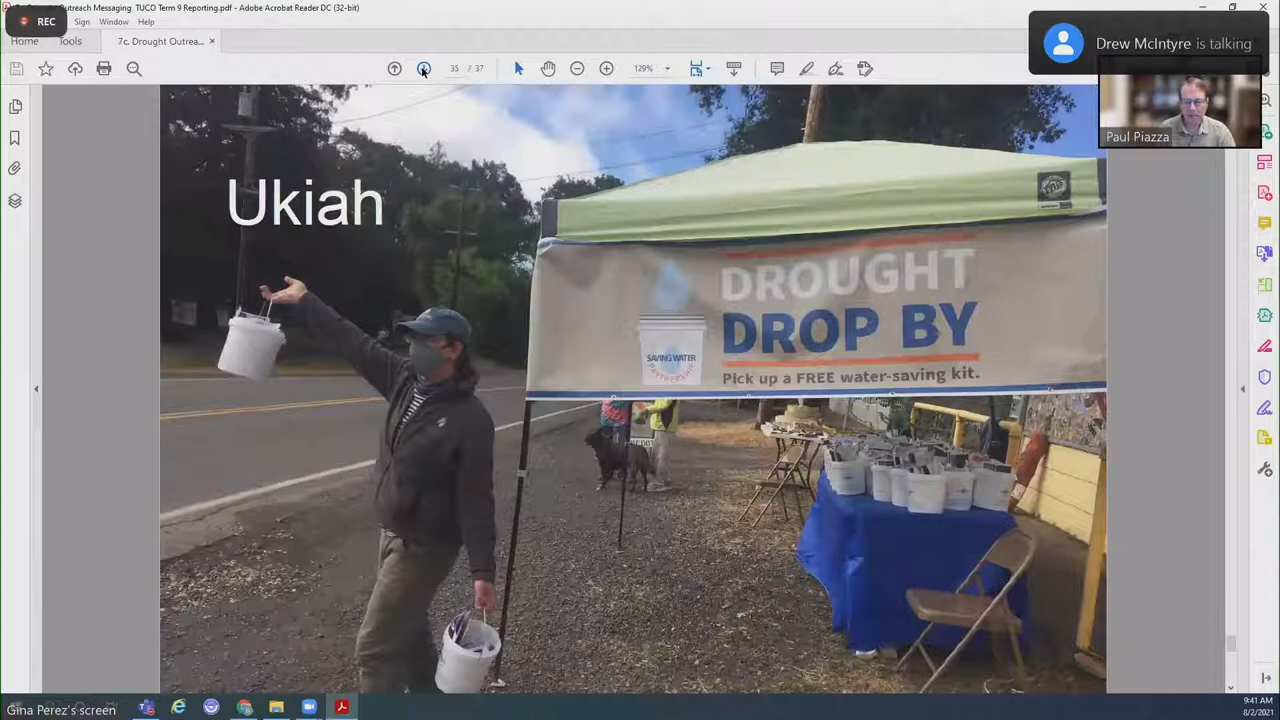 Outreach Messaging TUCO Term 9 Reporting.pdf - Adobe Acrobat Reader DC (32-bit)
REC
Sign Window Help
Home Tools 7c. Drought Outrea... ×
35 / 37 129%
Drew McIntyre is talking
Paul Piazza
Ukiah
DROUGHT
DROP BY
SAVING WATER
PARTNERSHIP
Pick up a FREE water-saving kit.
Gina Perez's screen
9:41 AM
8/2/2021